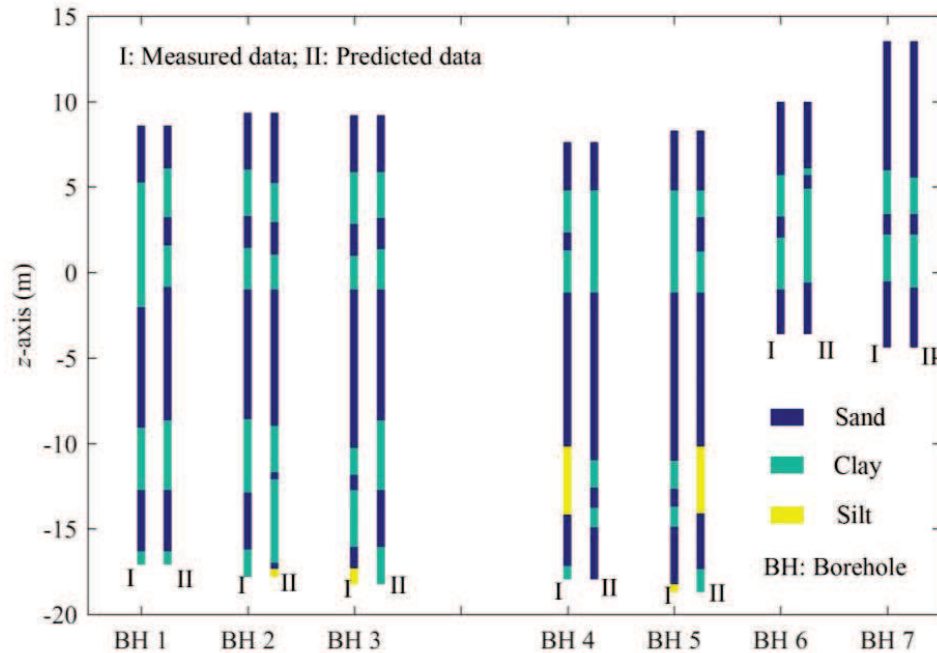 15
I: Measured data; II: Predicted data
10
5
0
-5
-10
-15
-20
z-axis (m)
I II
I II
I II
I II
I II
I II
I II
Sand
Clay
Silt
BH: Borehole
BH 1 BH 2 BH 3 BH 4 BH 5 BH 6 BH 7